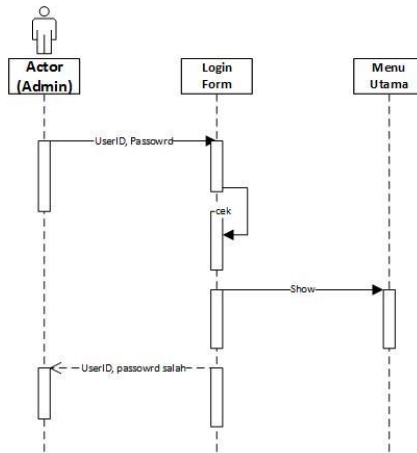 Actor
(Admin)
Login
Form
Menu
Utama
UserID, Passowrd
cek
Show
UserID, passowrd salah